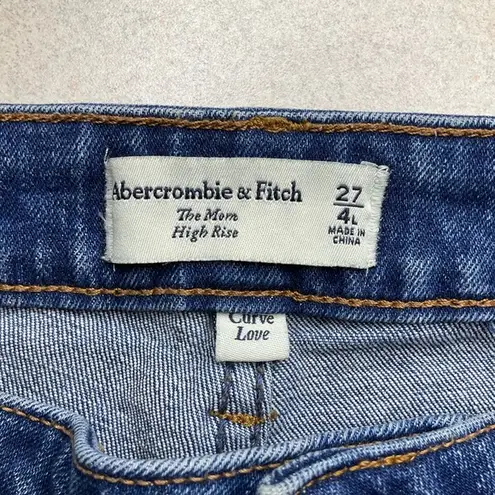 Abercrombie & Fitch
The Mom
High Rise
27
4L
MADE IN
CHINA
Curve
Love